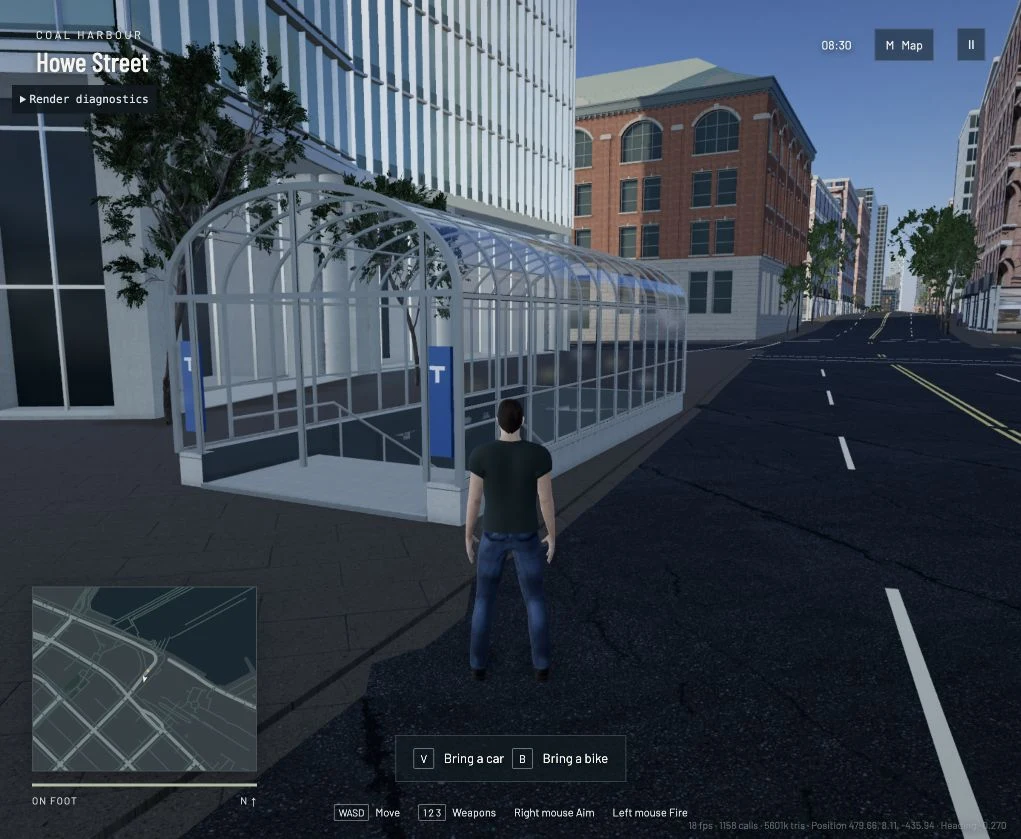 COAL HARBOUR
Howe Street
▶ Render diagnostics
08:30
M Map
II
T
T
V Bring a car B Bring a bike
ON FOOT
N ↑
WASD Move 1 2 3 Weapons Right mouse Aim Left mouse Fire
18 fps · 1158 calls · 5601k tris · Position 479.66, 8.11, -435.94 · Heading